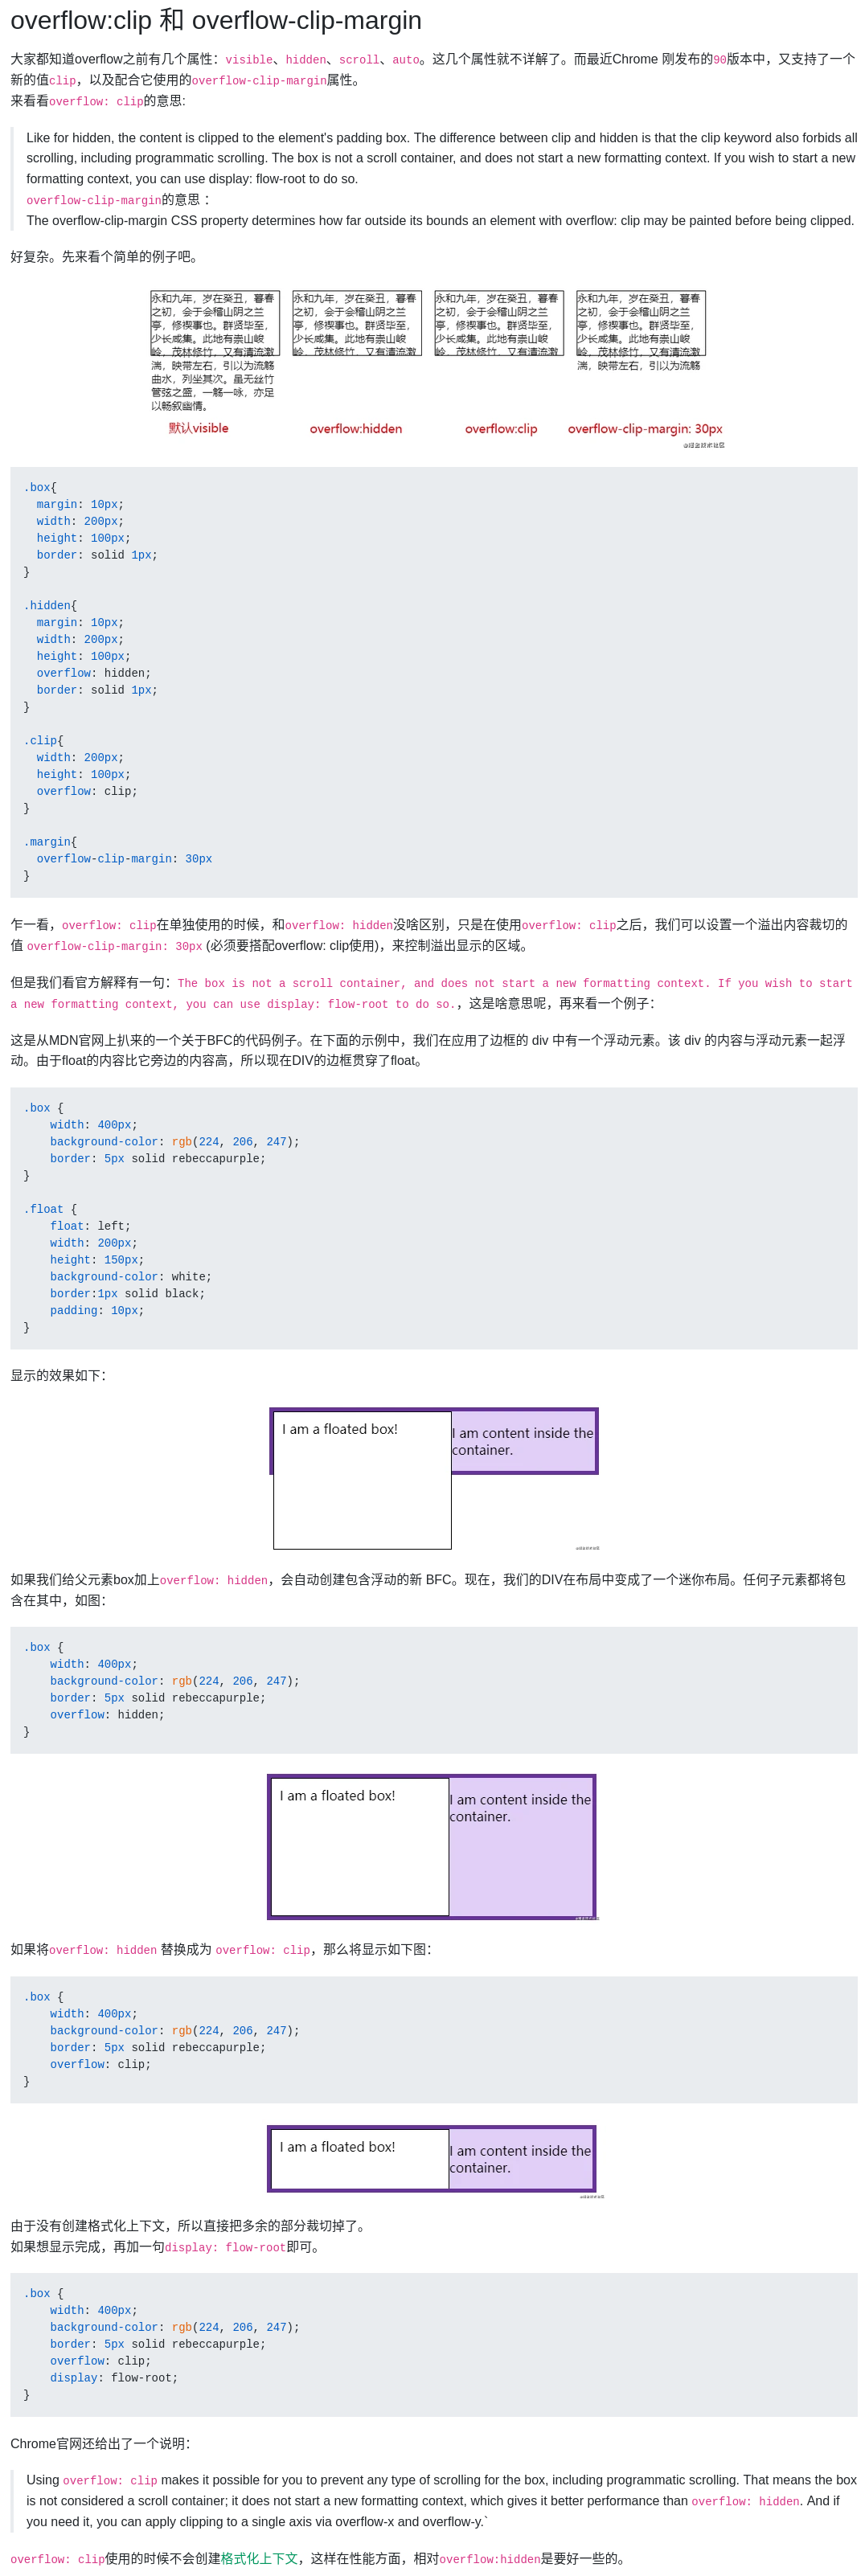 overflow:clip 和 overflow-clip-margin
大家都知道overflow之前有几个属性：visible、hidden、scroll、auto。这几个属性就不详解了。而最近Chrome 刚发布的90版本中，又支持了一个
新的值clip，以及配合它使用的overflow-clip-margin属性。
来看看overflow: clip的意思:
Like for hidden, the content is clipped to the element's padding box. The difference between clip and hidden is that the clip keyword also forbids all
scrolling, including programmatic scrolling. The box is not a scroll container, and does not start a new formatting context. If you wish to start a new
formatting context, you can use display: flow-root to do so.
overflow-clip-margin的意思 ：
The overflow-clip-margin CSS property determines how far outside its bounds an element with overflow: clip may be painted before being clipped.
好复杂。先来看个简单的例子吧。
永和九年，岁在癸丑，暮春
之初，会于会稽山阴之兰
亭，修禊事也。群贤毕至，
少长咸集。此地有崇山峻
岭，茂林修竹，又有清流激
湍，映带左右，引以为流觞
曲水，列坐其次。虽无丝竹
管弦之盛，一觞一咏，亦足
以畅叙幽情。
永和九年，岁在癸丑，暮春
之初，会于会稽山阴之兰
亭，修禊事也。群贤毕至，
少长咸集。此地有崇山峻
岭，茂林修竹，又有清流激
永和九年，岁在癸丑，暮春
之初，会于会稽山阴之兰
亭，修禊事也。群贤毕至，
少长咸集。此地有崇山峻
岭，茂林修竹，又有清流激
永和九年，岁在癸丑，暮春
之初，会于会稽山阴之兰
亭，修禊事也。群贤毕至，
少长咸集。此地有崇山峻
岭，茂林修竹，又有清流激
湍，映带左右，引以为流觞
默认visible
overflow:hidden
overflow:clip
overflow-clip-margin: 30px
@稀土掘金技术社区
.box{
margin: 10px;
width: 200px;
height: 100px;
border: solid 1px;
}
.hidden{
margin: 10px;
width: 200px;
height: 100px;
overflow: hidden;
border: solid 1px;
}
.clip{
width: 200px;
height: 100px;
overflow: clip;
}
.margin{
overflow-clip-margin: 30px
}
乍一看，overflow: clip在单独使用的时候，和overflow: hidden没啥区别，只是在使用overflow: clip之后，我们可以设置一个溢出内容裁切的
值 overflow-clip-margin: 30px (必须要搭配overflow: clip使用)，来控制溢出显示的区域。
但是我们看官方解释有一句：The box is not a scroll container, and does not start a new formatting context. If you wish to start
a new formatting context, you can use display: flow-root to do so.，这是啥意思呢，再来看一个例子：
这是从MDN官网上扒来的一个关于BFC的代码例子。在下面的示例中，我们在应用了边框的 div 中有一个浮动元素。该 div 的内容与浮动元素一起浮
动。由于float的内容比它旁边的内容高，所以现在DIV的边框贯穿了float。
.box {
width: 400px;
background-color: rgb(224, 206, 247);
border: 5px solid rebeccapurple;
}
.float {
float: left;
width: 200px;
height: 150px;
background-color: white;
border:1px solid black;
padding: 10px;
}
显示的效果如下：
I am a floated box!
I am content inside the
container.
如果我们给父元素box加上overflow: hidden，会自动创建包含浮动的新 BFC。现在，我们的DIV在布局中变成了一个迷你布局。任何子元素都将包
含在其中，如图：
.box {
width: 400px;
background-color: rgb(224, 206, 247);
border: 5px solid rebeccapurple;
overflow: hidden;
}
I am a floated box!
I am content inside the
container.
如果将overflow: hidden 替换成为 overflow: clip，那么将显示如下图：
.box {
width: 400px;
background-color: rgb(224, 206, 247);
border: 5px solid rebeccapurple;
overflow: clip;
}
I am a floated box!
I am content inside the
container.
由于没有创建格式化上下文，所以直接把多余的部分裁切掉了。
如果想显示完成，再加一句display: flow-root即可。
.box {
width: 400px;
background-color: rgb(224, 206, 247);
border: 5px solid rebeccapurple;
overflow: clip;
display: flow-root;
}
Chrome官网还给出了一个说明：
Using overflow: clip makes it possible for you to prevent any type of scrolling for the box, including programmatic scrolling. That means the box
is not considered a scroll container; it does not start a new formatting context, which gives it better performance than overflow: hidden. And if
you need it, you can apply clipping to a single axis via overflow-x and overflow-y.`
overflow: clip使用的时候不会创建格式化上下文，这样在性能方面，相对overflow:hidden是要好一些的。